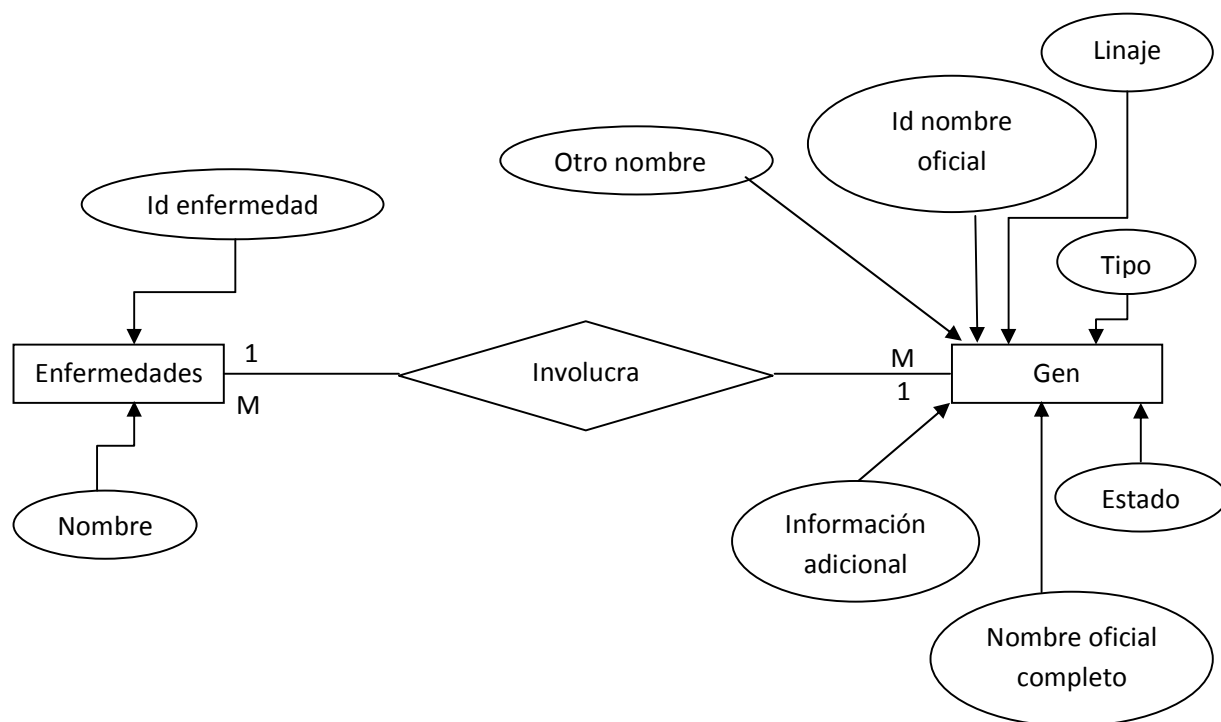 Linaje
Id nombre
oficial
Otro nombre
Id enfermedad
Tipo
1
Enfermedades
M
Involucra
M
1
Gen
Nombre
Información
adicional
Estado
Nombre oficial
completo